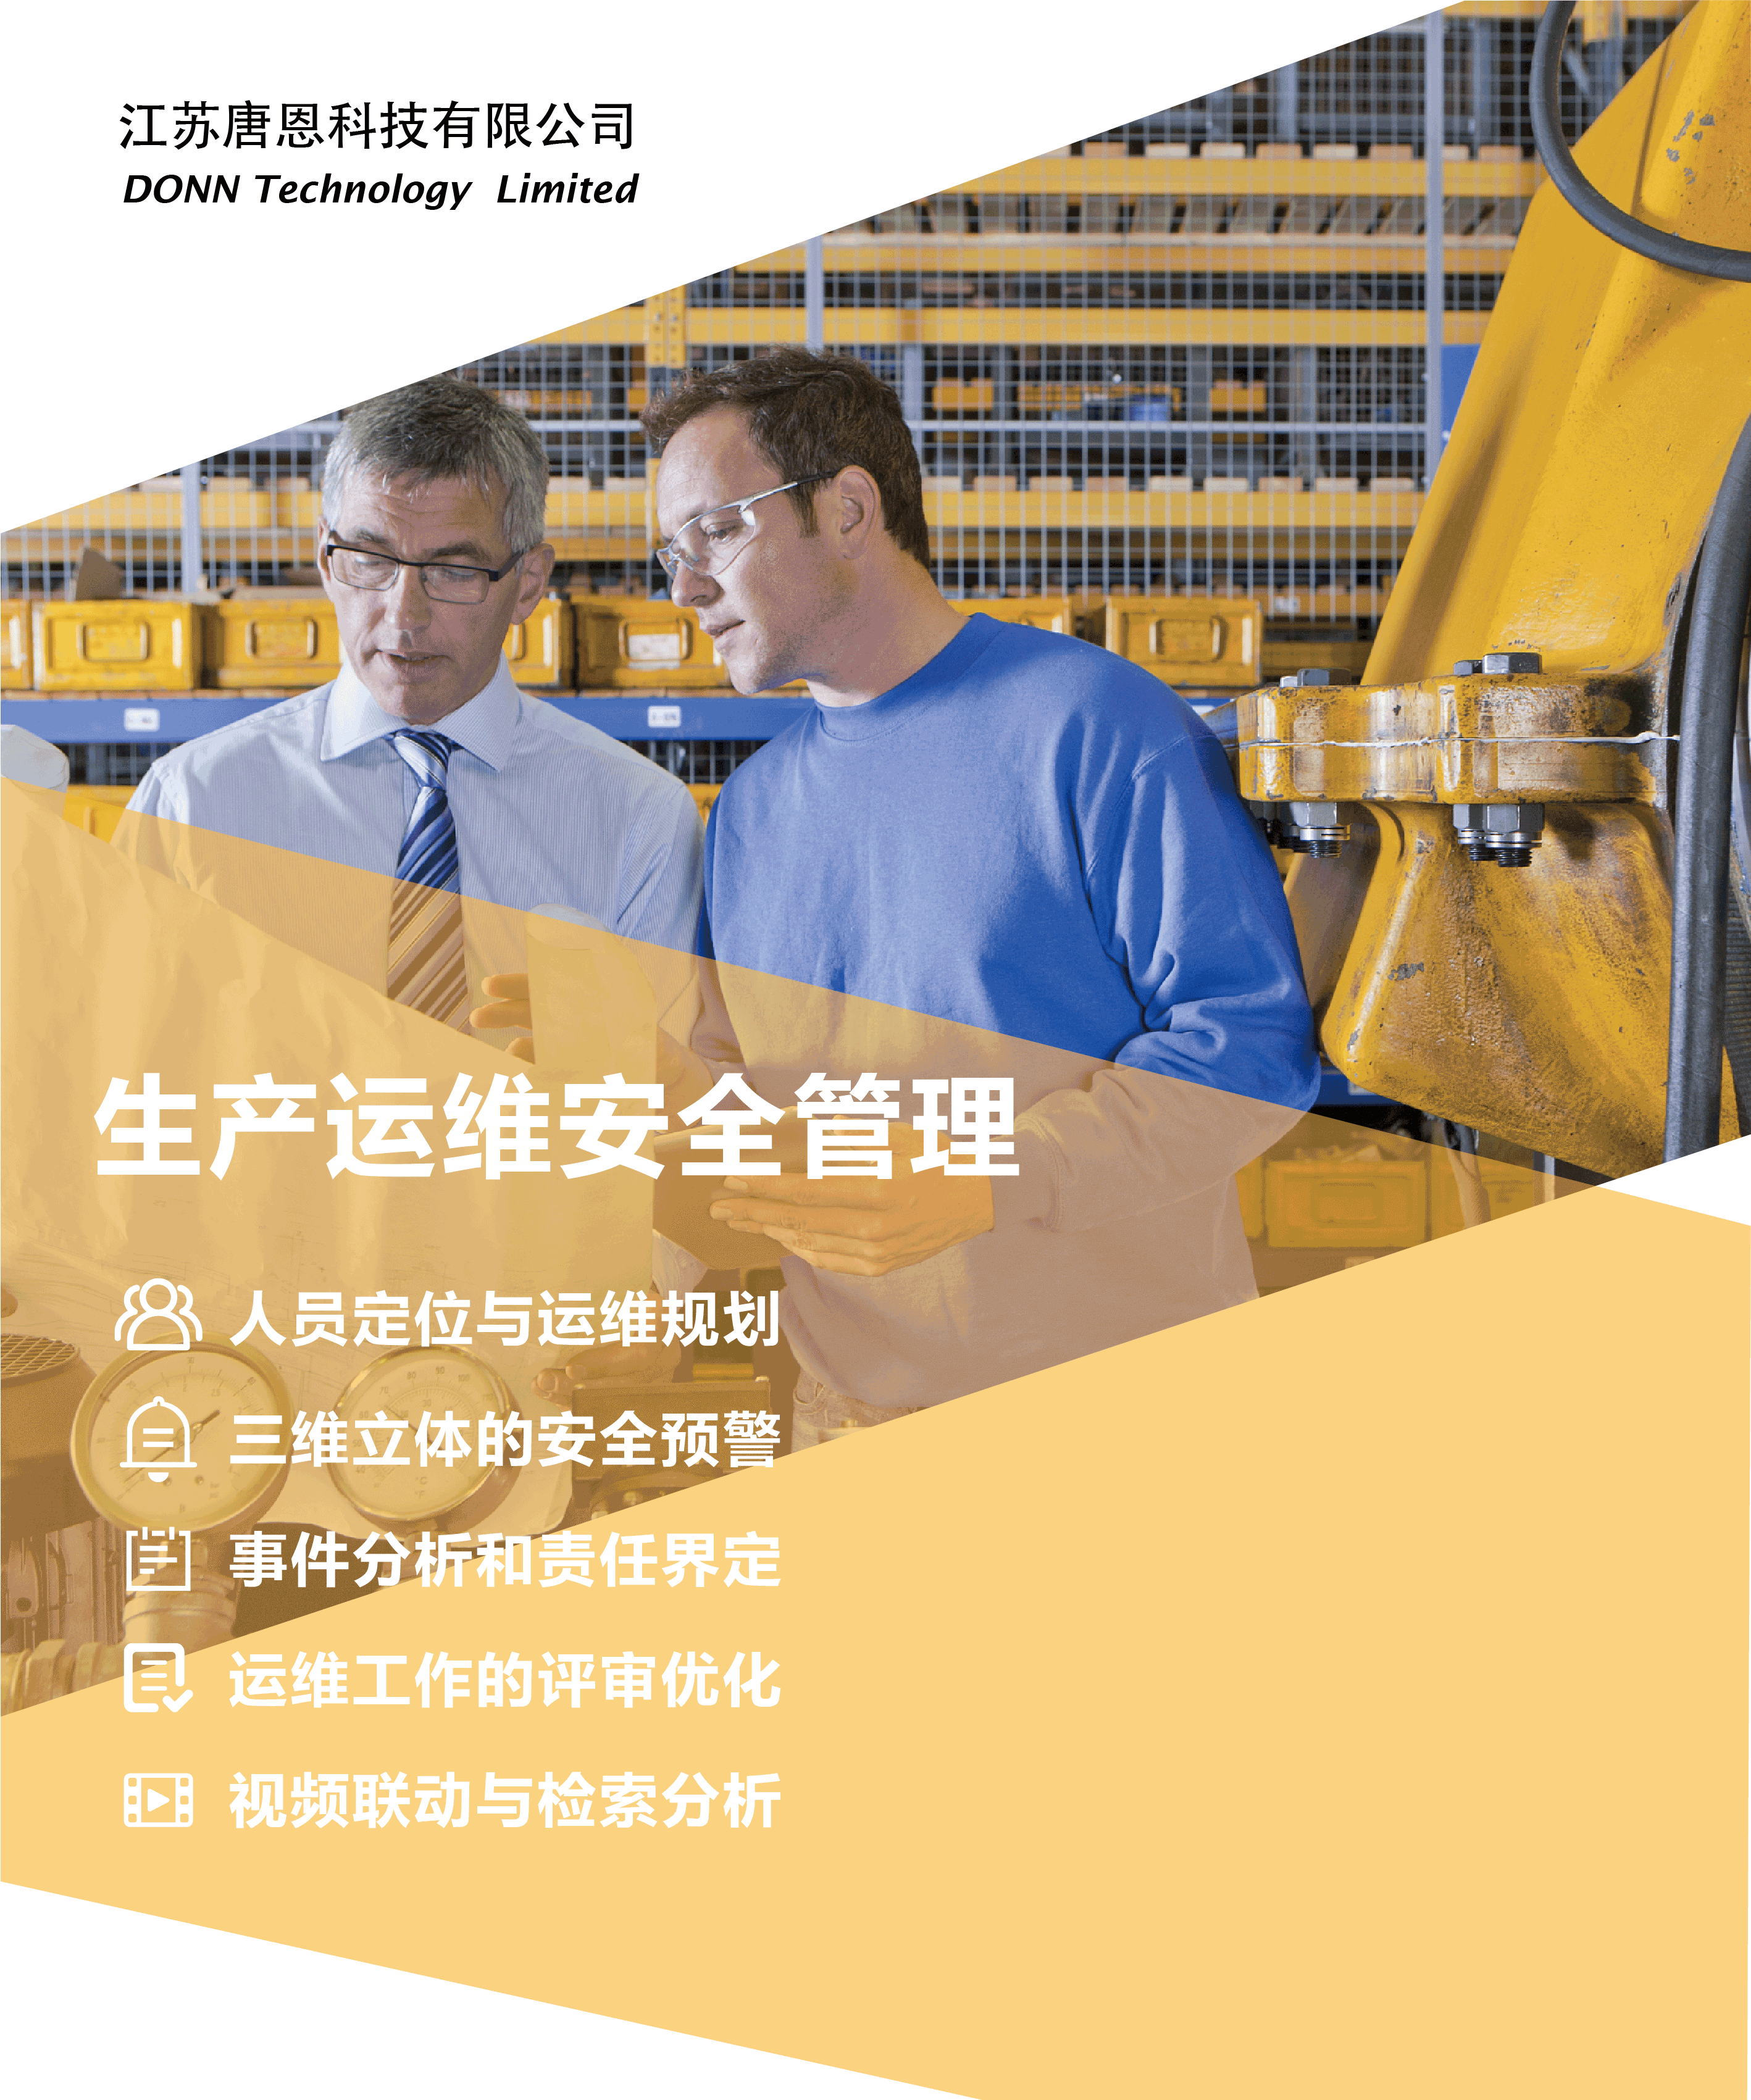 江苏唐恩科技有限公司
DONN Technology Limited
生产运维安全管理
人员定位与运维规划
三维立体的安全预警
事件分析和责任界定
运维工作的评审优化
视频联动与检索分析